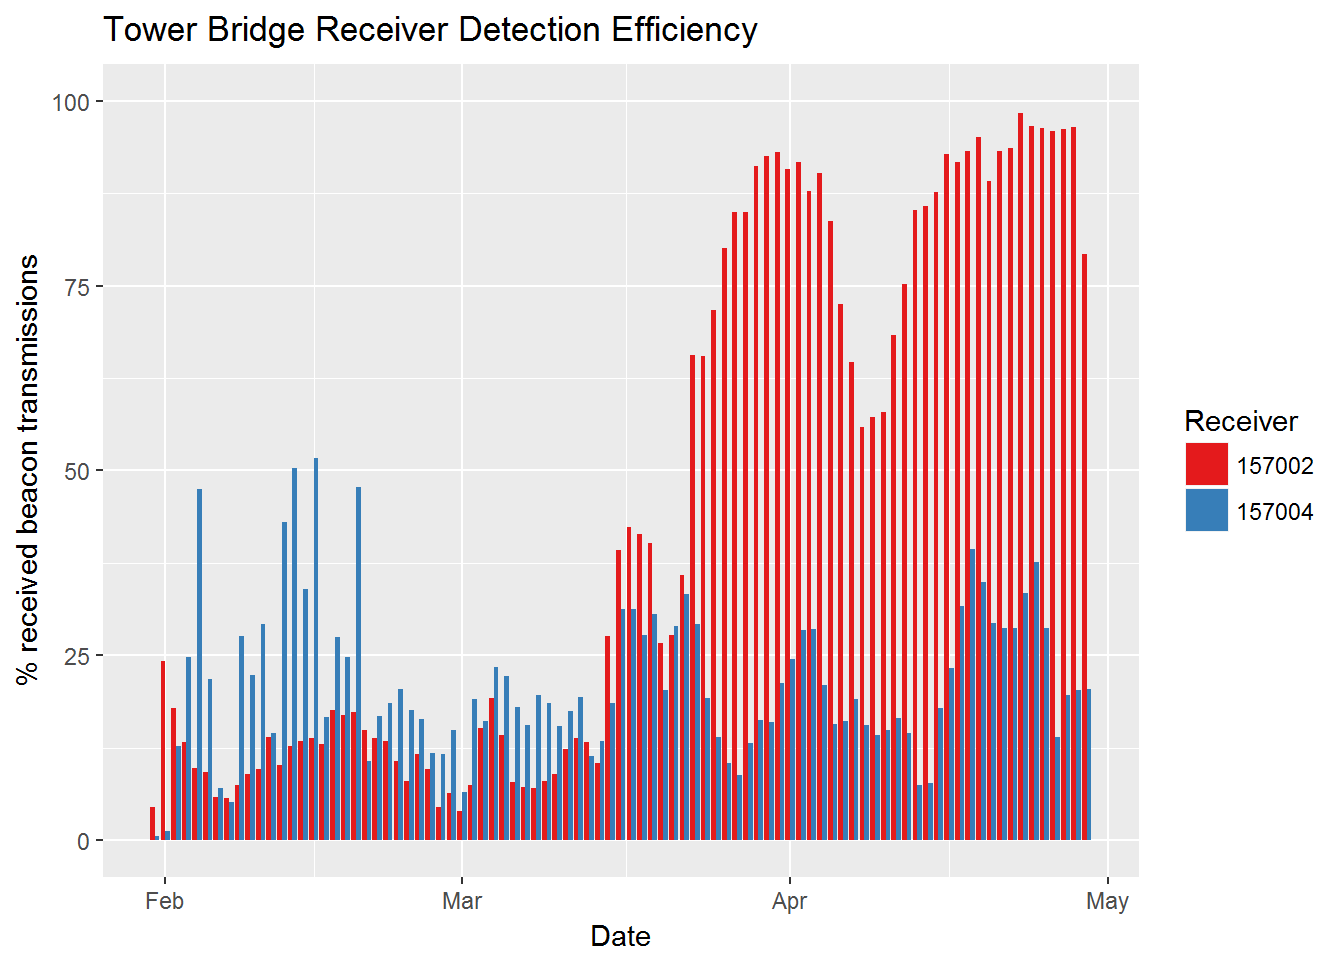 Tower Bridge Receiver Detection Efficiency
% received beacon transmissions
100
75
50
25
0
Feb
Mar
Apr
May
Date
Receiver
157002
157004